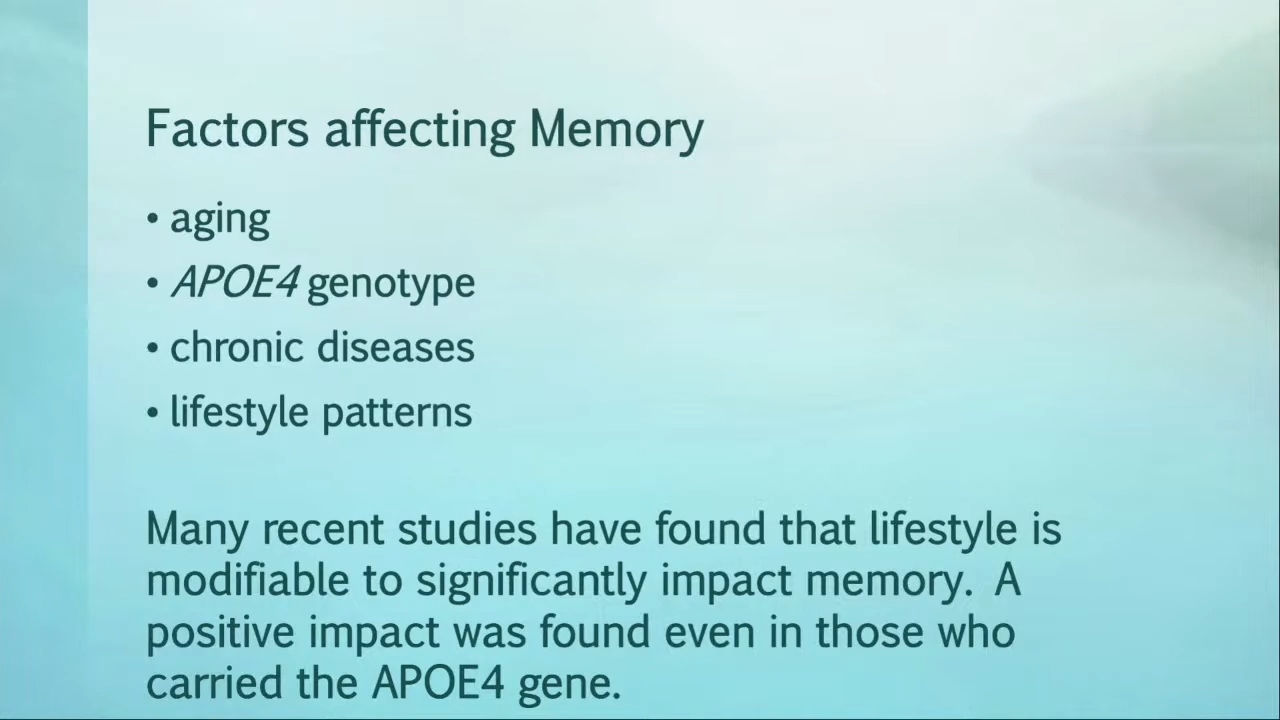 Factors affecting Memory
• aging
• APOE4 genotype
• chronic diseases
• lifestyle patterns
Many recent studies have found that lifestyle is
modifiable to significantly impact memory.  A
positive impact was found even in those who
carried the APOE4 gene.